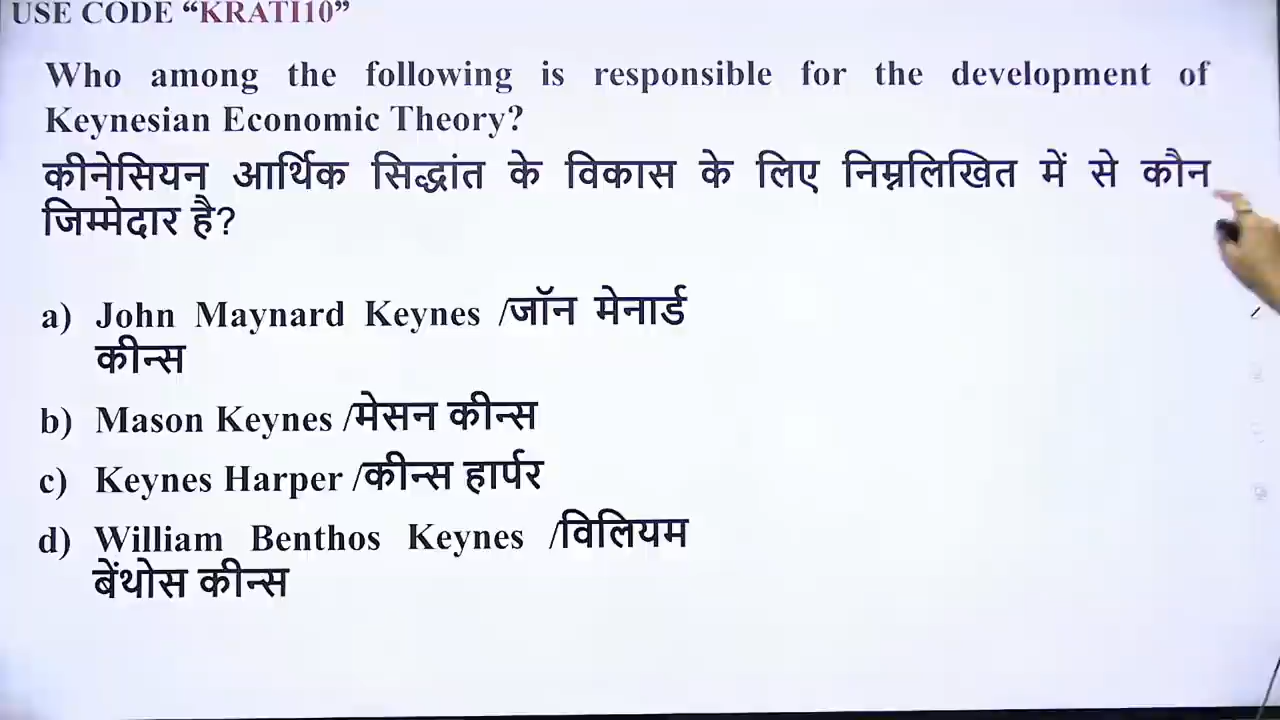 USE CODE “KRATI10”
Who among the following is responsible for the development of
Keynesian Economic Theory?
कीनेसियन आर्थिक सिद्धांत के विकास के लिए निम्नलिखित में से कौन
जिम्मेदार है?
a) John Maynard Keynes /जॉन मेनार्ड
कीन्स
b) Mason Keynes /मेसन कीन्स
c) Keynes Harper /कीन्स हार्पर
d) William Benthos Keynes /विलियम
बेंथोस कीन्स